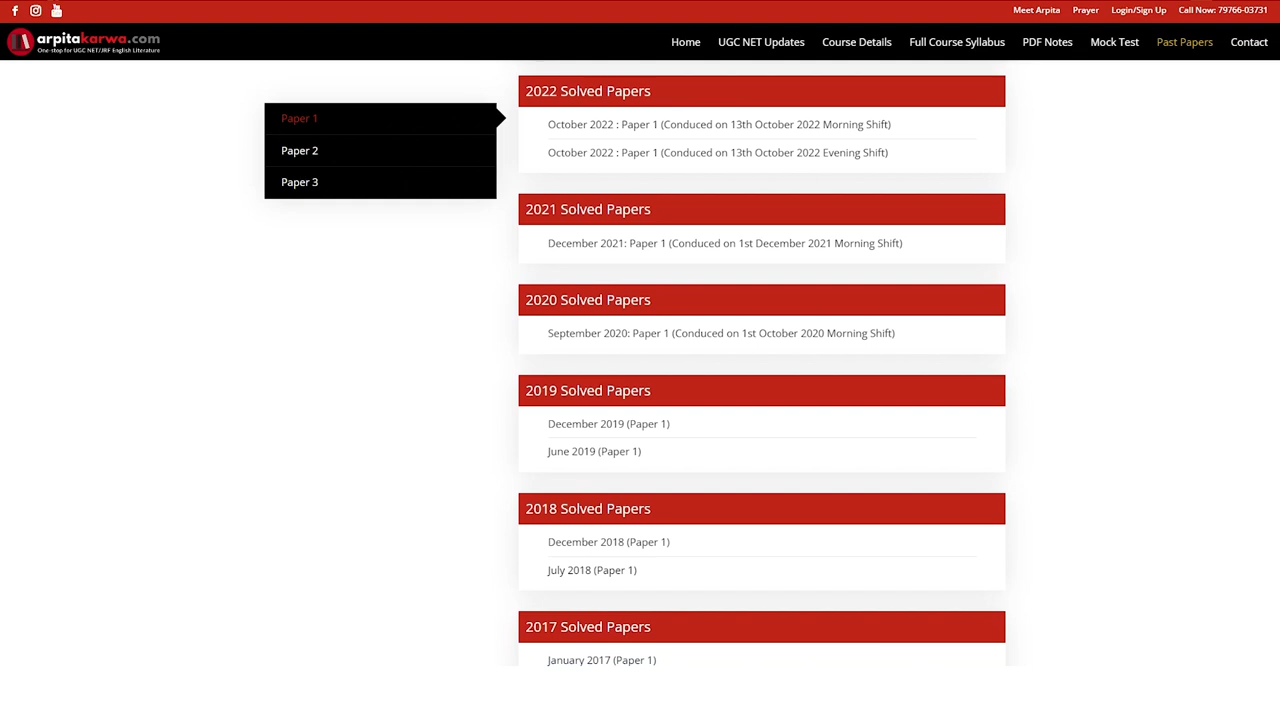 Meet Arpita Prayer Login/Sign Up Call Now: 79766-03731
arpitakarwa.com
One-stop for UGC NET/JRF English Literature
Home UGC NET Updates Course Details Full Course Syllabus PDF Notes Mock Test Past Papers Contact
Paper 1
Paper 2
Paper 3
2022 Solved Papers
October 2022 : Paper 1 (Conduced on 13th October 2022 Morning Shift)
October 2022 : Paper 1 (Conduced on 13th October 2022 Evening Shift)
2021 Solved Papers
December 2021: Paper 1 (Conduced on 1st December 2021 Morning Shift)
2020 Solved Papers
September 2020: Paper 1 (Conduced on 1st October 2020 Morning Shift)
2019 Solved Papers
December 2019 (Paper 1)
June 2019 (Paper 1)
2018 Solved Papers
December 2018 (Paper 1)
July 2018 (Paper 1)
2017 Solved Papers
January 2017 (Paper 1)